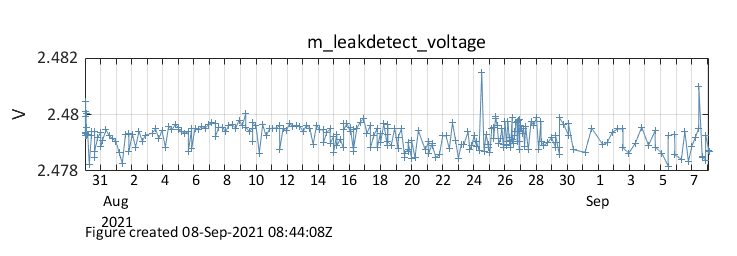 m_leakdetect_voltage
2.482
2.48
2.478
V
31 2 4 6 8 10 12 14 16 18 20 22 24 26 28 30 1 3 5 7
Aug Sep
2021
Figure created 08-Sep-2021 08:44:08Z